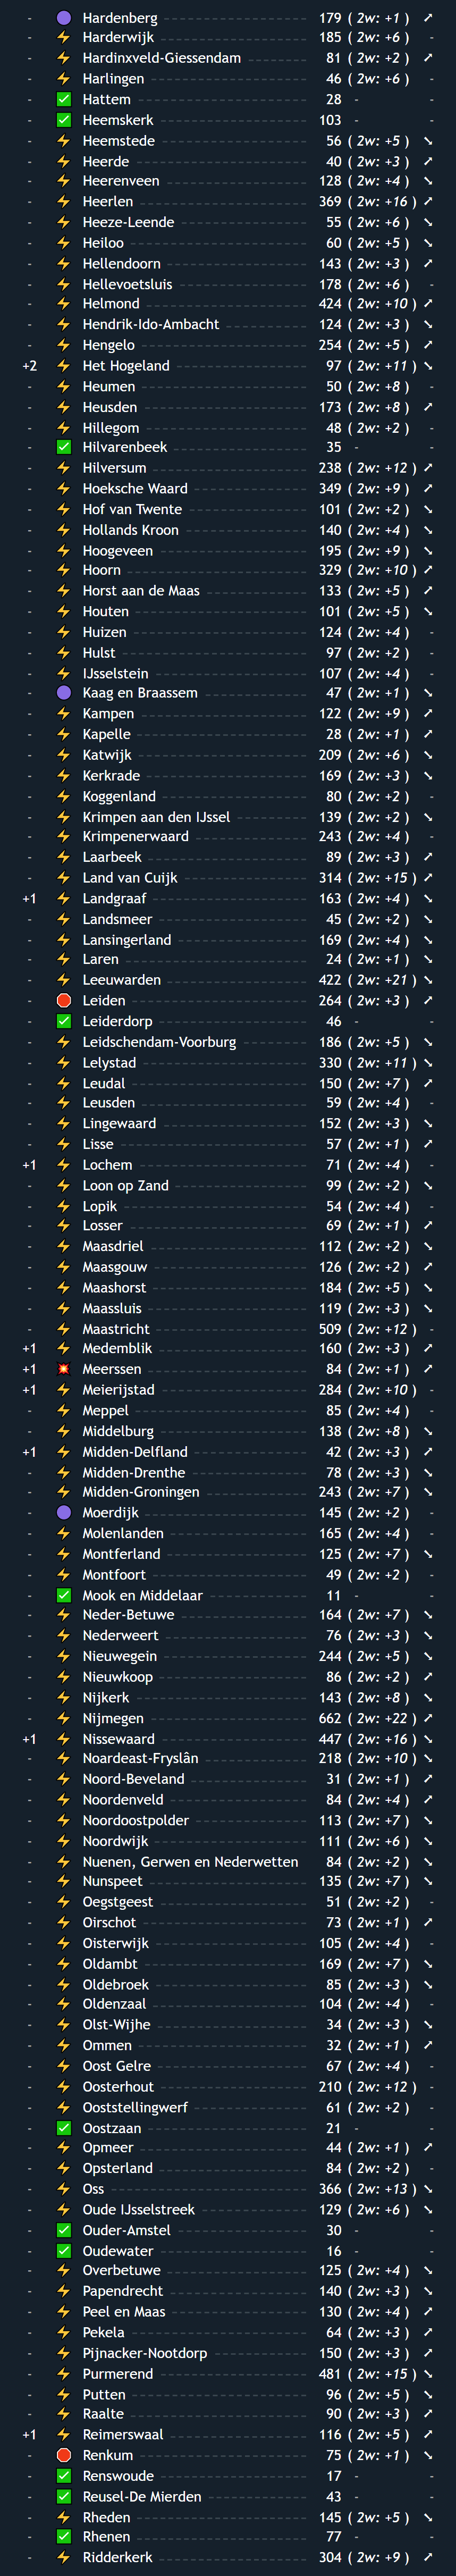 - 🟣 Hardenberg 179 ( 2w: +1 ) ↗
- ⚡ Harderwijk 185 ( 2w: +6 ) -
- ⚡ Hardinxveld-Giessendam 81 ( 2w: +2 ) ↗
- ⚡ Harlingen 46 ( 2w: +6 ) -
- ✅ Hattem 28 - -
- ✅ Heemskerk 103 - -
- ⚡ Heemstede 56 ( 2w: +5 ) ↘
- ⚡ Heerde 40 ( 2w: +3 ) ↗
- ⚡ Heerenveen 128 ( 2w: +4 ) ↘
- ⚡ Heerlen 369 ( 2w: +16 ) ↗
- ⚡ Heeze-Leende 55 ( 2w: +6 ) ↘
- ⚡ Heiloo 60 ( 2w: +5 ) ↘
- ⚡ Hellendoorn 143 ( 2w: +3 ) ↗
- ⚡ Hellevoetsluis 178 ( 2w: +6 ) -
- ⚡ Helmond 424 ( 2w: +10 ) ↗
- ⚡ Hendrik-Ido-Ambacht 124 ( 2w: +3 ) ↘
- ⚡ Hengelo 254 ( 2w: +5 ) ↗
+2 ⚡ Het Hogeland 97 ( 2w: +11 ) ↘
- ⚡ Heumen 50 ( 2w: +8 ) -
- ⚡ Heusden 173 ( 2w: +8 ) ↗
- ⚡ Hillegom 48 ( 2w: +2 ) -
- ✅ Hilvarenbeek 35 - -
- ⚡ Hilversum 238 ( 2w: +12 ) ↗
- ⚡ Hoeksche Waard 349 ( 2w: +9 ) ↗
- ⚡ Hof van Twente 101 ( 2w: +2 ) ↘
- ⚡ Hollands Kroon 140 ( 2w: +4 ) ↘
- ⚡ Hoogeveen 195 ( 2w: +9 ) ↘
- ⚡ Hoorn 329 ( 2w: +10 ) ↗
- ⚡ Horst aan de Maas 133 ( 2w: +5 ) ↗
- ⚡ Houten 101 ( 2w: +5 ) ↘
- ⚡ Huizen 124 ( 2w: +4 ) -
- ⚡ Hulst 97 ( 2w: +2 ) -
- ⚡ IJsselstein 107 ( 2w: +4 ) -
- 🟣 Kaag en Braassem 47 ( 2w: +1 ) ↘
- ⚡ Kampen 122 ( 2w: +9 ) ↗
- ⚡ Kapelle 28 ( 2w: +1 ) ↗
- ⚡ Katwijk 209 ( 2w: +6 ) ↘
- ⚡ Kerkrade 169 ( 2w: +3 ) ↘
- ⚡ Koggenland 80 ( 2w: +2 ) -
- ⚡ Krimpen aan den IJssel 139 ( 2w: +2 ) ↘
- ⚡ Krimpenerwaard 243 ( 2w: +4 ) -
- ⚡ Laarbeek 89 ( 2w: +3 ) ↗
- ⚡ Land van Cuijk 314 ( 2w: +15 ) ↗
+1 ⚡ Landgraaf 163 ( 2w: +4 ) ↘
- ⚡ Landsmeer 45 ( 2w: +2 ) ↘
- ⚡ Lansingerland 169 ( 2w: +4 ) ↘
- ⚡ Laren 24 ( 2w: +1 ) ↘
- ⚡ Leeuwarden 422 ( 2w: +21 ) ↘
- 🛑 Leiden 264 ( 2w: +3 ) ↗
- ✅ Leiderdorp 46 - -
- ⚡ Leidschendam-Voorburg 186 ( 2w: +5 ) ↘
- ⚡ Lelystad 330 ( 2w: +11 ) ↘
- ⚡ Leudal 150 ( 2w: +7 ) ↗
- ⚡ Leusden 59 ( 2w: +4 ) -
- ⚡ Lingewaard 152 ( 2w: +3 ) ↘
- ⚡ Lisse 57 ( 2w: +1 ) ↗
+1 ⚡ Lochem 71 ( 2w: +4 ) -
- ⚡ Loon op Zand 99 ( 2w: +2 ) ↘
- ⚡ Lopik 54 ( 2w: +4 ) -
- ⚡ Losser 69 ( 2w: +1 ) ↗
- ⚡ Maasdriel 112 ( 2w: +2 ) ↘
- ⚡ Maasgouw 126 ( 2w: +2 ) ↗
- ⚡ Maashorst 184 ( 2w: +5 ) ↘
- ⚡ Maassluis 119 ( 2w: +3 ) ↘
- ⚡ Maastricht 509 ( 2w: +12 ) -
+1 ⚡ Medemblik 160 ( 2w: +3 ) ↗
+1 💥 Meerssen 84 ( 2w: +1 ) ↗
+1 ⚡ Meierijstad 284 ( 2w: +10 ) -
- ⚡ Meppel 85 ( 2w: +4 ) -
- ⚡ Middelburg 138 ( 2w: +8 ) ↘
+1 ⚡ Midden-Delfland 42 ( 2w: +3 ) ↗
- ⚡ Midden-Drenthe 78 ( 2w: +3 ) ↘
- ⚡ Midden-Groningen 243 ( 2w: +7 ) ↘
- 🟣 Moerdijk 145 ( 2w: +2 ) -
- ⚡ Molenlanden 165 ( 2w: +4 ) -
- ⚡ Montferland 125 ( 2w: +7 ) ↘
- ⚡ Montfoort 49 ( 2w: +2 ) -
- ✅ Mook en Middelaar 11 - -
- ⚡ Neder-Betuwe 164 ( 2w: +7 ) ↘
- ⚡ Nederweert 76 ( 2w: +3 ) ↘
- ⚡ Nieuwegein 244 ( 2w: +5 ) ↘
- ⚡ Nieuwkoop 86 ( 2w: +2 ) ↗
- ⚡ Nijkerk 143 ( 2w: +8 ) ↘
- ⚡ Nijmegen 662 ( 2w: +22 ) ↗
+1 ⚡ Nissewaard 447 ( 2w: +16 ) ↘
- ⚡ Noardeast-Fryslân 218 ( 2w: +10 ) ↘
- ⚡ Noord-Beveland 31 ( 2w: +1 ) ↗
- ⚡ Noordenveld 84 ( 2w: +4 ) ↗
- ⚡ Noordoostpolder 113 ( 2w: +7 ) ↘
- ⚡ Noordwijk 111 ( 2w: +6 ) ↘
- ⚡ Nuenen, Gerwen en Nederwetten 84 ( 2w: +2 ) ↘
- ⚡ Nunspeet 135 ( 2w: +7 ) ↘
- ⚡ Oegstgeest 51 ( 2w: +2 ) -
- ⚡ Oirschot 73 ( 2w: +1 ) ↗
- ⚡ Oisterwijk 105 ( 2w: +4 ) -
- ⚡ Oldambt 169 ( 2w: +7 ) ↘
- ⚡ Oldebroek 85 ( 2w: +3 ) ↘
- ⚡ Oldenzaal 104 ( 2w: +4 ) -
- ⚡ Olst-Wijhe 34 ( 2w: +3 ) ↘
- ⚡ Ommen 32 ( 2w: +1 ) ↗
- ⚡ Oost Gelre 67 ( 2w: +4 ) -
- ⚡ Oosterhout 210 ( 2w: +12 ) -
- ⚡ Ooststellingwerf 61 ( 2w: +2 ) -
- ✅ Oostzaan 21 - -
- ⚡ Opmeer 44 ( 2w: +1 ) ↗
- ⚡ Opsterland 84 ( 2w: +2 ) -
- ⚡ Oss 366 ( 2w: +13 ) ↘
- ⚡ Oude IJsselstreek 129 ( 2w: +6 ) ↘
- ✅ Ouder-Amstel 30 - -
- ✅ Oudewater 16 - -
- ⚡ Overbetuwe 125 ( 2w: +4 ) ↘
- ⚡ Papendrecht 140 ( 2w: +3 ) ↘
- ⚡ Peel en Maas 130 ( 2w: +4 ) ↗
- ⚡ Pekela 64 ( 2w: +3 ) ↗
- ⚡ Pijnacker-Nootdorp 150 ( 2w: +3 ) ↗
- ⚡ Purmerend 481 ( 2w: +15 ) ↘
- ⚡ Putten 96 ( 2w: +5 ) ↘
- ⚡ Raalte 90 ( 2w: +3 ) ↗
+1 ⚡ Reimerswaal 116 ( 2w: +5 ) ↗
- 🛑 Renkum 75 ( 2w: +1 ) ↘
- ✅ Renswoude 17 - -
- ✅ Reusel-De Mierden 43 - -
- ⚡ Rheden 145 ( 2w: +5 ) ↘
- ✅ Rhenen 77 - -
- ⚡ Ridderkerk 304 ( 2w: +9 ) ↗